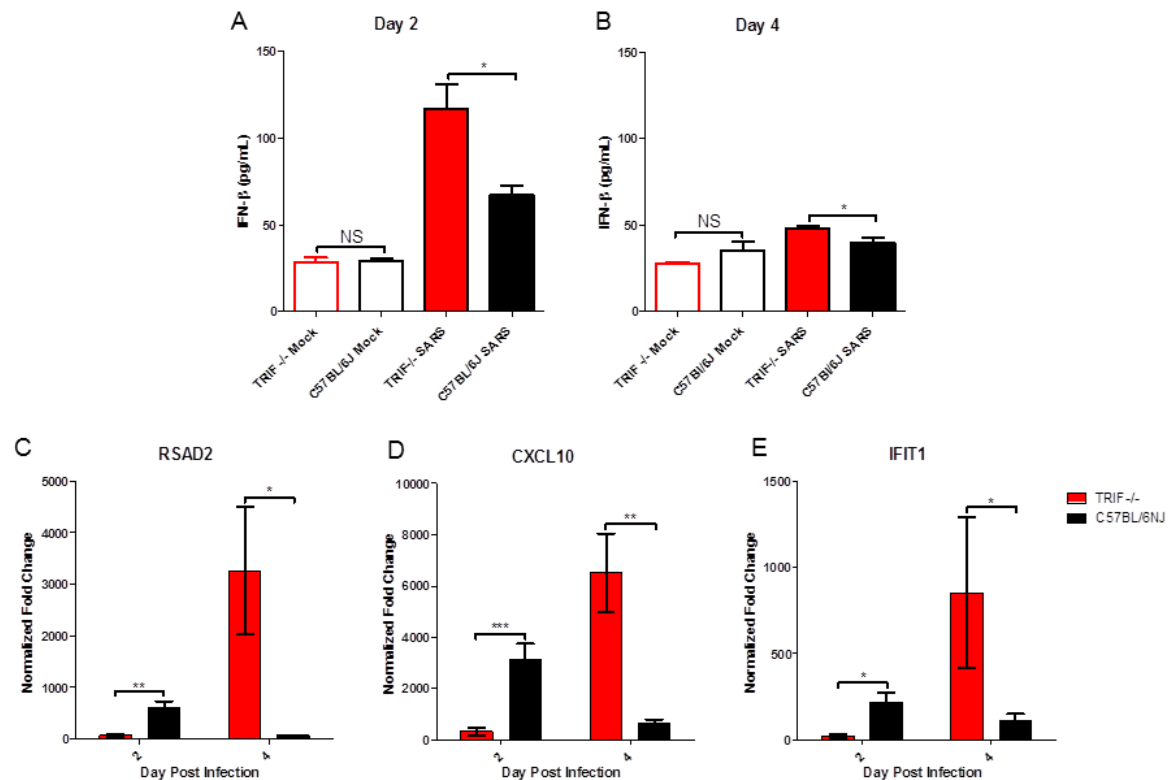 A
Day 2
150
100
50
0
IFN-β (pg/mL)
NS
*
TRIF -/- Mock
C57BL/6J Mock
TRIF-/- SARS
C57BL/6J SARS
B
Day 4
150
100
50
0
IFN-β (pg/mL)
NS
*
TRIF -/- Mock
C57Bl/6J Mock
TRIF-/- SARS
C57Bl/6J SARS
C
RSAD2
5000
4000
3000
2000
1000
0
Normalized Fold Change
**
*
2
4
Day Post Infection
D
CXCL10
10000
8000
6000
4000
2000
0
Normalized Fold Change
***
**
2
4
Day Post Infection
E
IFIT1
1500
1000
500
0
Normalized Fold Change
*
*
2
4
Day Post Infection
TRIF-/-
C57BL/6NJ